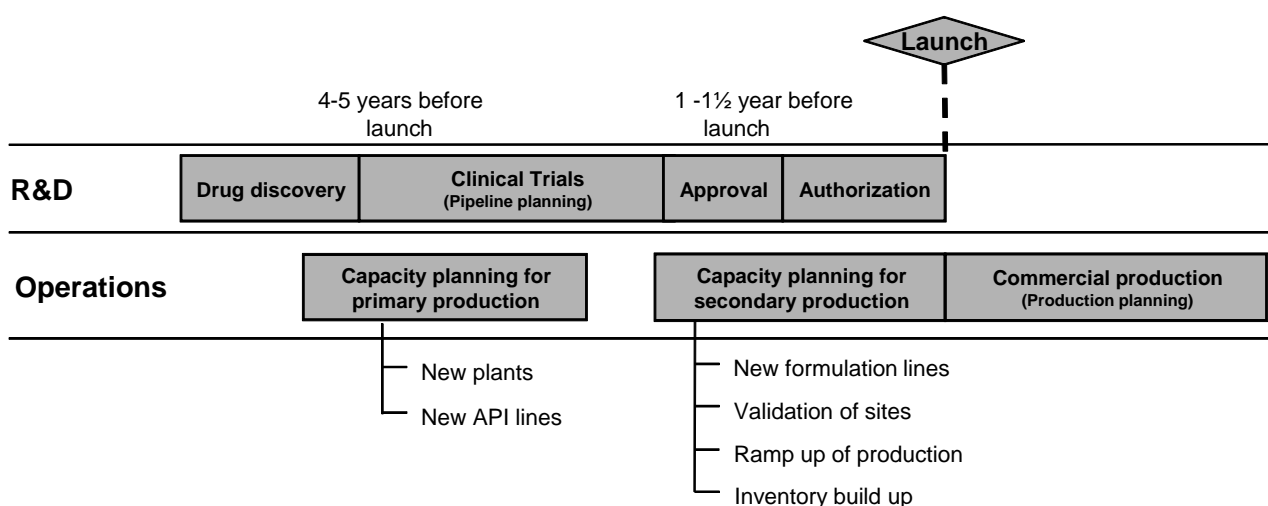 Launch
4-5 years before
launch
1 -1½ year before
launch
R&D
Drug discovery
Clinical Trials
(Pipeline planning)
Approval
Authorization
Operations
Capacity planning for
primary production
Capacity planning for
secondary production
Commercial production
(Production planning)
New plants
New API lines
New formulation lines
Validation of sites
Ramp up of production
Inventory build up